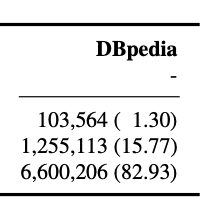 DBpedia
-
103,564 ( 1.30)
1,255,113 (15.77)
6,600,206 (82.93)